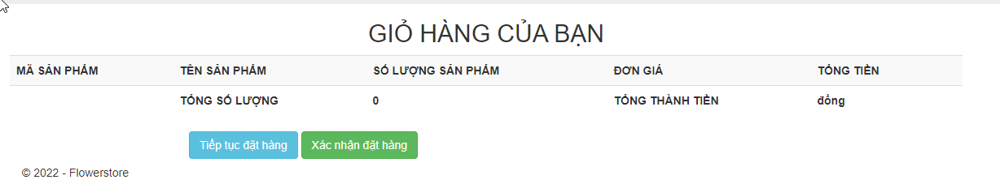 GIỎ HÀNG CỦA BẠN
MÃ SẢN PHẨM TÊN SẢN PHẨM SỐ LƯỢNG SẢN PHẨM ĐƠN GIÁ TỔNG TIỀN
TỔNG SỐ LƯỢNG 0 TỔNG THÀNH TIỀN đồng
Tiếp tục đặt hàng Xác nhận đặt hàng
© 2022 - Flowerstore